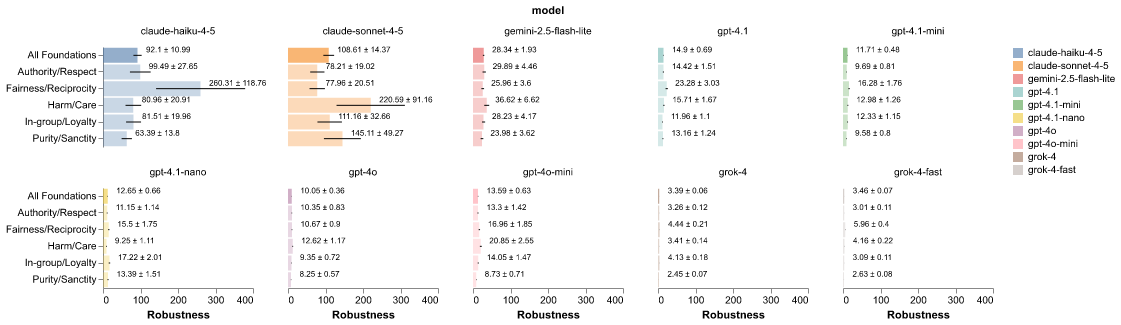 model
claude-haiku-4-5 claude-sonnet-4-5 gemini-2.5-flash-lite gpt-4.1 gpt-4.1-mini
All Foundations 92.1 ± 10.99 108.61 ± 14.37 28.34 ± 1.93 14.9 ± 0.69 11.71 ± 0.48
Authority/Respect 99.49 ± 27.65 78.21 ± 19.02 29.89 ± 4.46 14.42 ± 1.51 9.69 ± 0.81
Fairness/Reciprocity 260.31 ± 118.76 77.96 ± 20.51 25.96 ± 3.6 23.28 ± 3.03 16.28 ± 1.76
Harm/Care 80.96 ± 20.91 220.59 ± 91.16 36.62 ± 6.62 15.71 ± 1.67 12.98 ± 1.26
In-group/Loyalty 81.51 ± 19.96 111.16 ± 32.66 28.23 ± 4.17 11.96 ± 1.1 12.33 ± 1.15
Purity/Sanctity 63.39 ± 13.8 145.11 ± 49.27 23.98 ± 3.62 13.16 ± 1.24 9.58 ± 0.8
gpt-4.1-nano gpt-4o gpt-4o-mini grok-4 grok-4-fast
All Foundations 12.65 ± 0.66 10.05 ± 0.36 13.59 ± 0.63 3.39 ± 0.06 3.46 ± 0.07
Authority/Respect 11.15 ± 1.14 10.35 ± 0.83 13.3 ± 1.42 3.26 ± 0.12 3.01 ± 0.11
Fairness/Reciprocity 15.5 ± 1.75 10.67 ± 0.9 16.96 ± 1.85 4.44 ± 0.21 5.96 ± 0.4
Harm/Care 9.25 ± 1.11 12.62 ± 1.17 20.85 ± 2.55 3.41 ± 0.14 4.16 ± 0.22
In-group/Loyalty 17.22 ± 2.01 9.35 ± 0.72 14.05 ± 1.47 4.13 ± 0.18 3.09 ± 0.11
Purity/Sanctity 13.39 ± 1.51 8.25 ± 0.57 8.73 ± 0.71 2.45 ± 0.07 2.63 ± 0.08
0 100 200 300 400 0 100 200 300 400 0 100 200 300 400 0 100 200 300 400 0 100 200 300 400
Robustness Robustness Robustness Robustness Robustness
claude-haiku-4-5
claude-sonnet-4-5
gemini-2.5-flash-lite
gpt-4.1
gpt-4.1-mini
gpt-4.1-nano
gpt-4o
gpt-4o-mini
grok-4
grok-4-fast